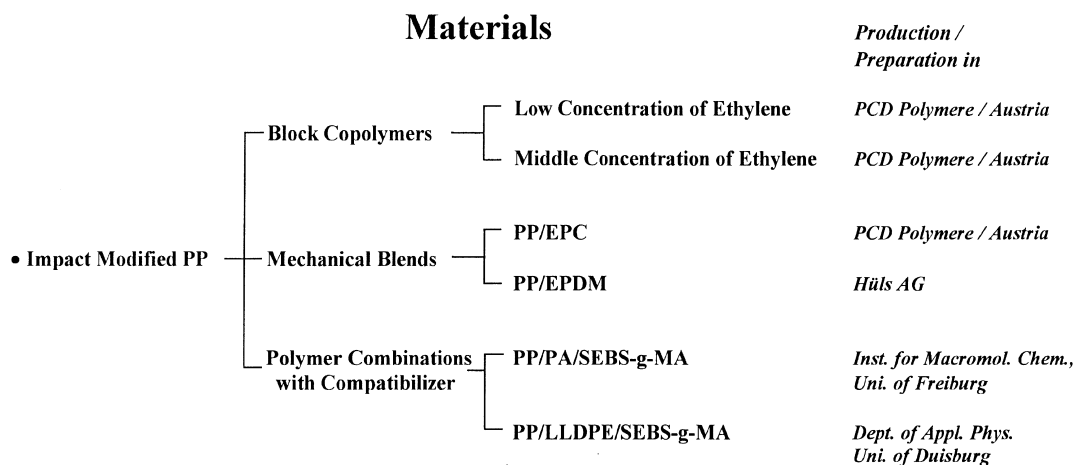 Materials
Production /
Preparation in
Low Concentration of Ethylene PCD Polymere / Austria
Block Copolymers
Middle Concentration of Ethylene PCD Polymere / Austria
PP/EPC PCD Polymere / Austria
• Impact Modified PP Mechanical Blends
PP/EPDM Hüls AG
Polymer Combinations
with Compatibilizer
PP/PA/SEBS-g-MA Inst. for Macromol. Chem.,
Uni. of Freiburg
PP/LLDPE/SEBS-g-MA Dept. of Appl. Phys.
Uni. of Duisburg